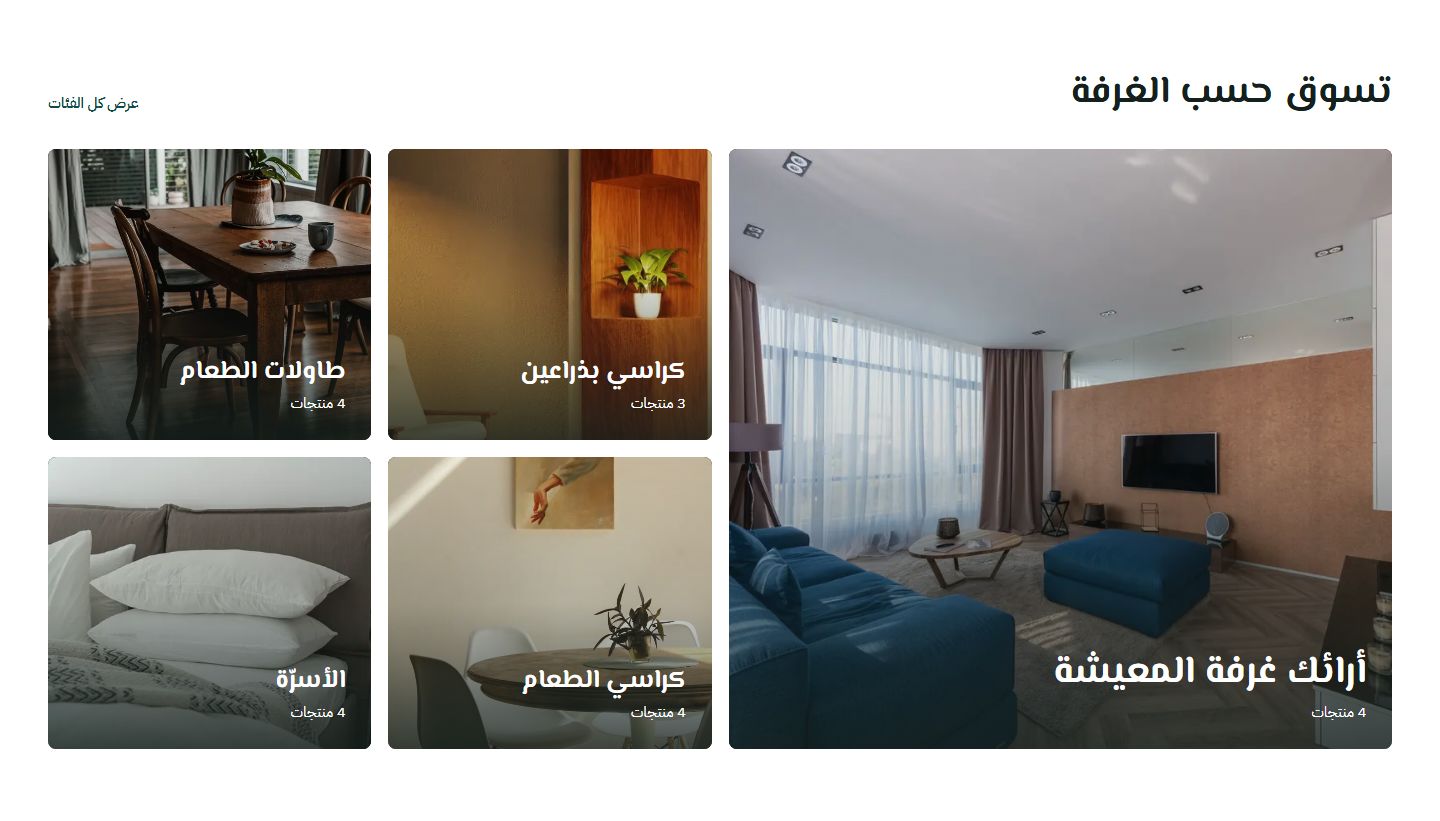 تسوق حسب الغرفة
عرض كل الفئات
أرائك غرفة المعيشة
4 منتجات
كراسي بذراعين
3 منتجات
طاولات الطعام
4 منتجات
كراسي الطعام
4 منتجات
الأسرّة
4 منتجات